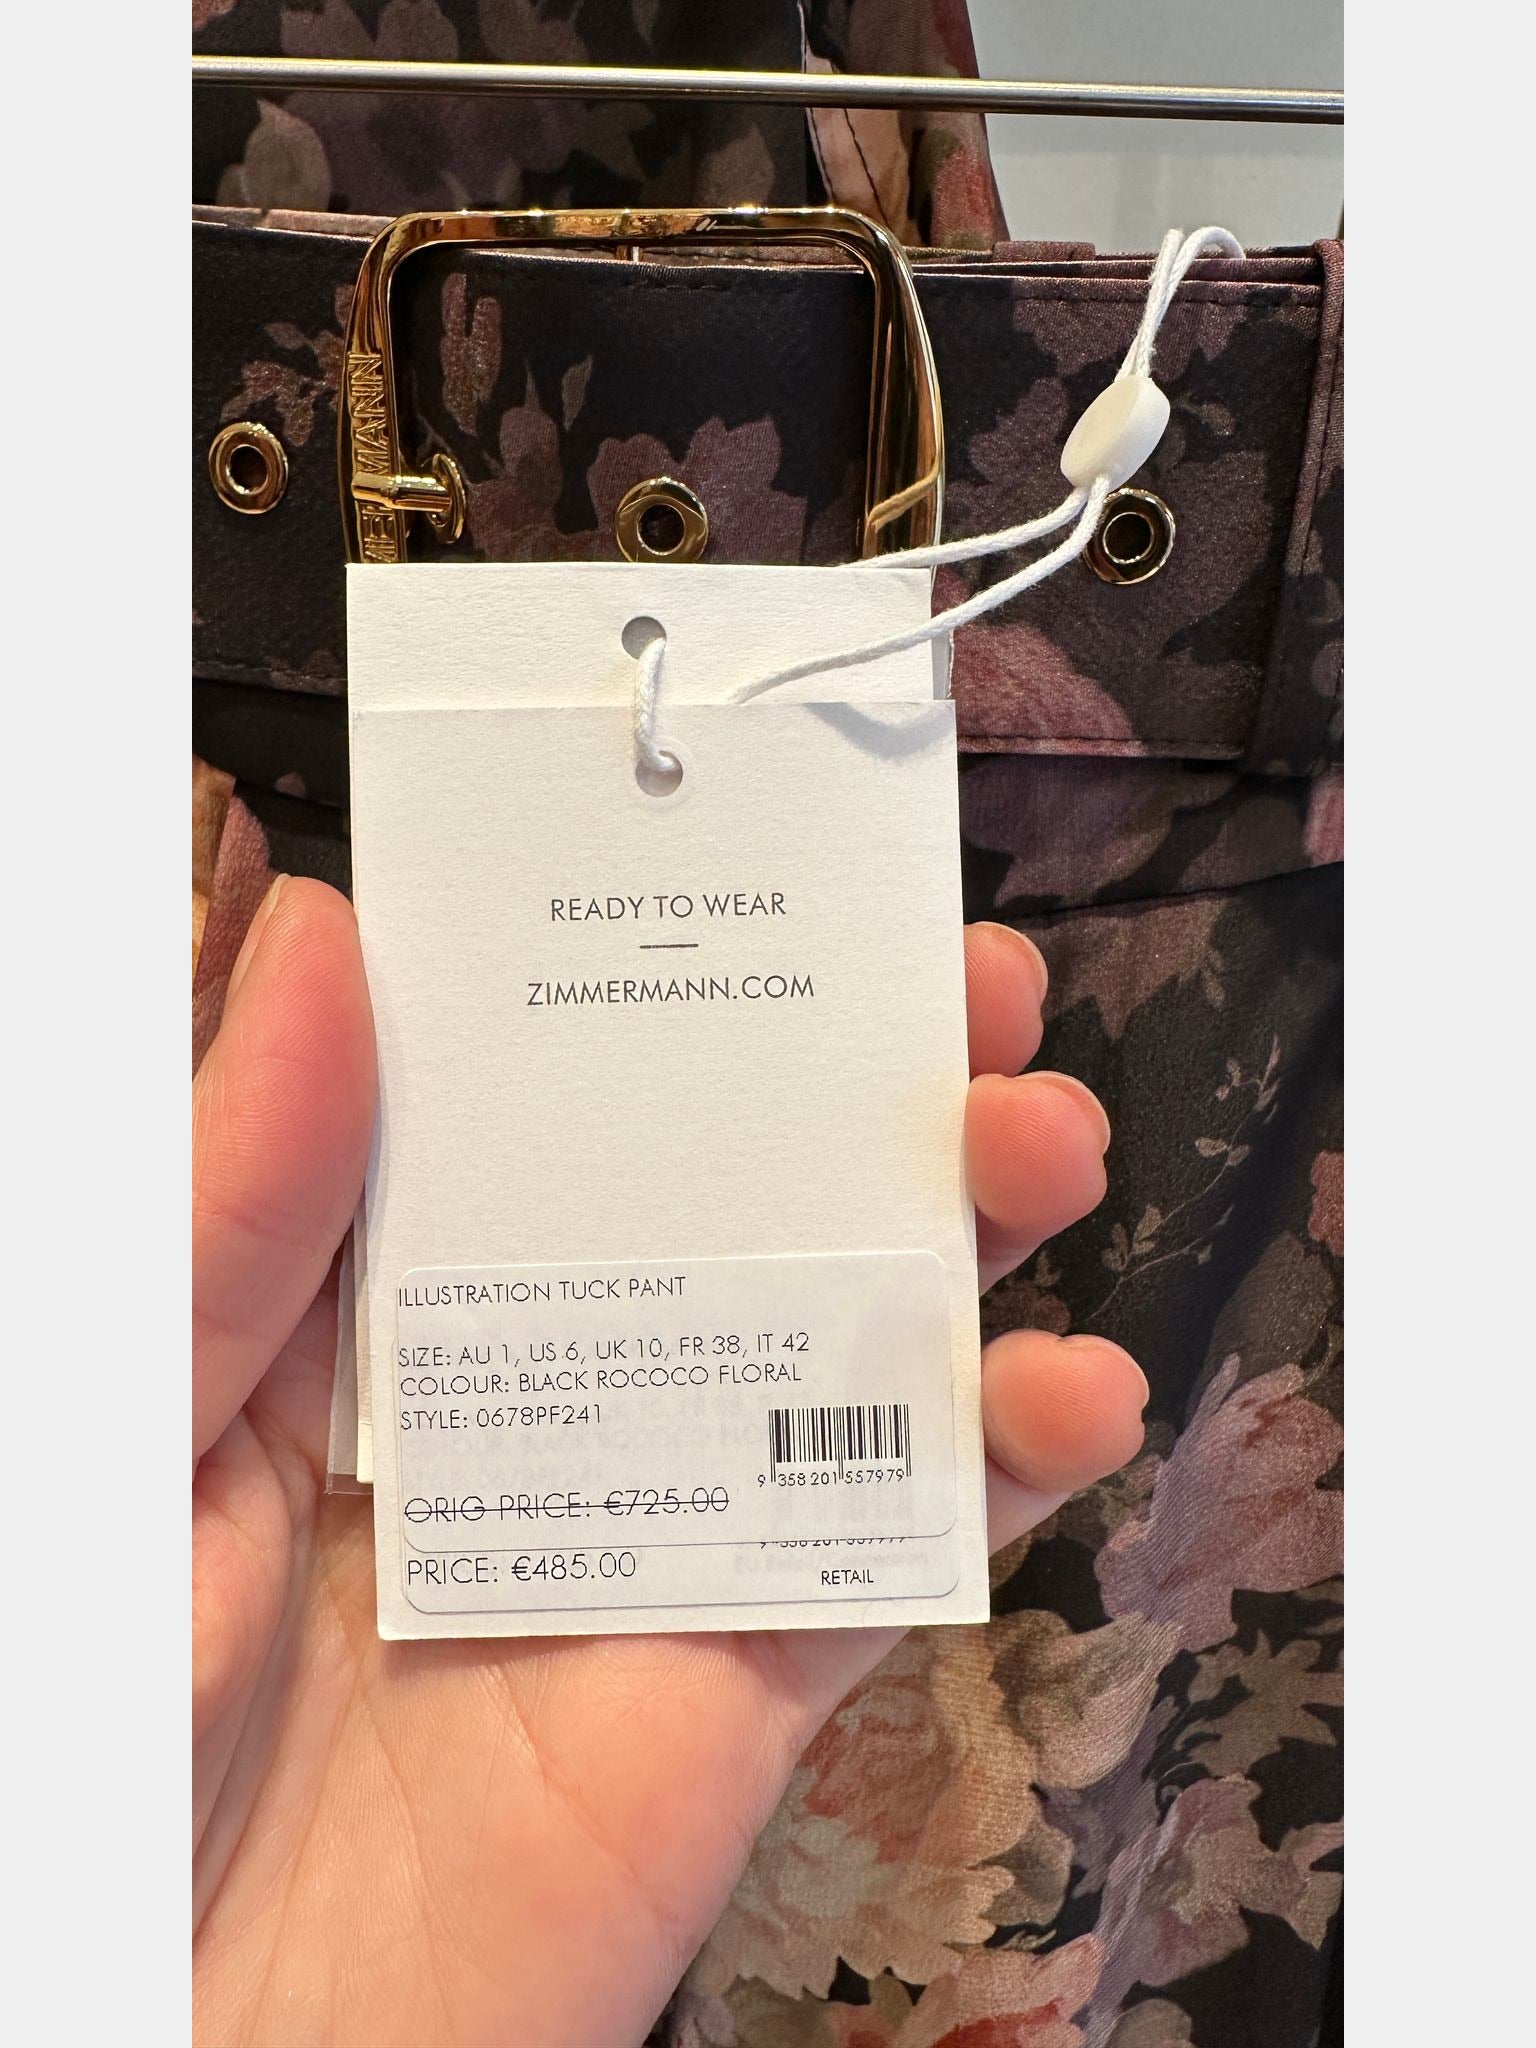 READY TO WEAR
ZIMMERMANN.COM
ILLUSTRATION TUCK PANT
SIZE: AU 1, US 6, UK 10, FR 38, IT 42
COLOUR: BLACK ROCOCO FLORAL
STYLE: 0678PF241
9 358201 557979
ORIG PRICE: €725.00
PRICE: €485.00
RETAIL